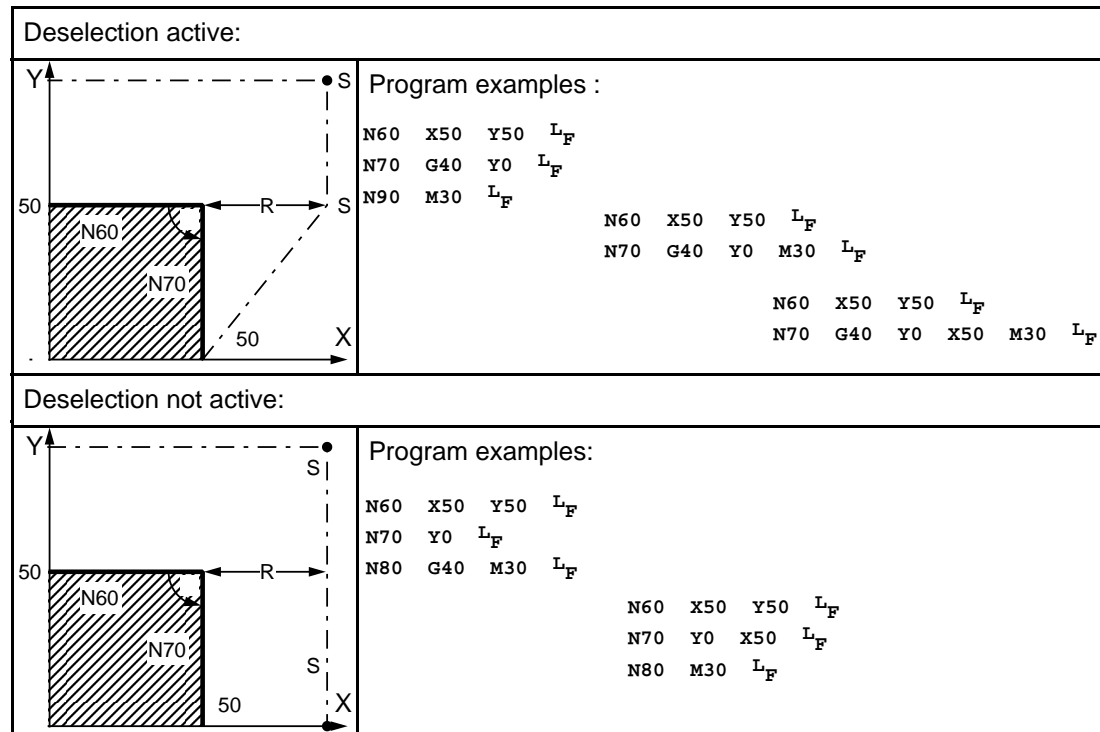 Deselection active:
Y
S
50
R
S
N60
N70
50
X
Program examples :
N60 X50 Y50 LF
N70 G40 Y0 LF
N90 M30 LF
N60 X50 Y50 LF
N70 G40 Y0 M30 LF
N60 X50 Y50 LF
N70 G40 Y0 X50 M30 LF
Deselection not active:
Y
S
50
R
N60
N70
S
50
X
Program examples:
N60 X50 Y50 LF
N70 Y0 LF
N80 G40 M30 LF
N60 X50 Y50 LF
N70 Y0 X50 LF
N80 M30 LF